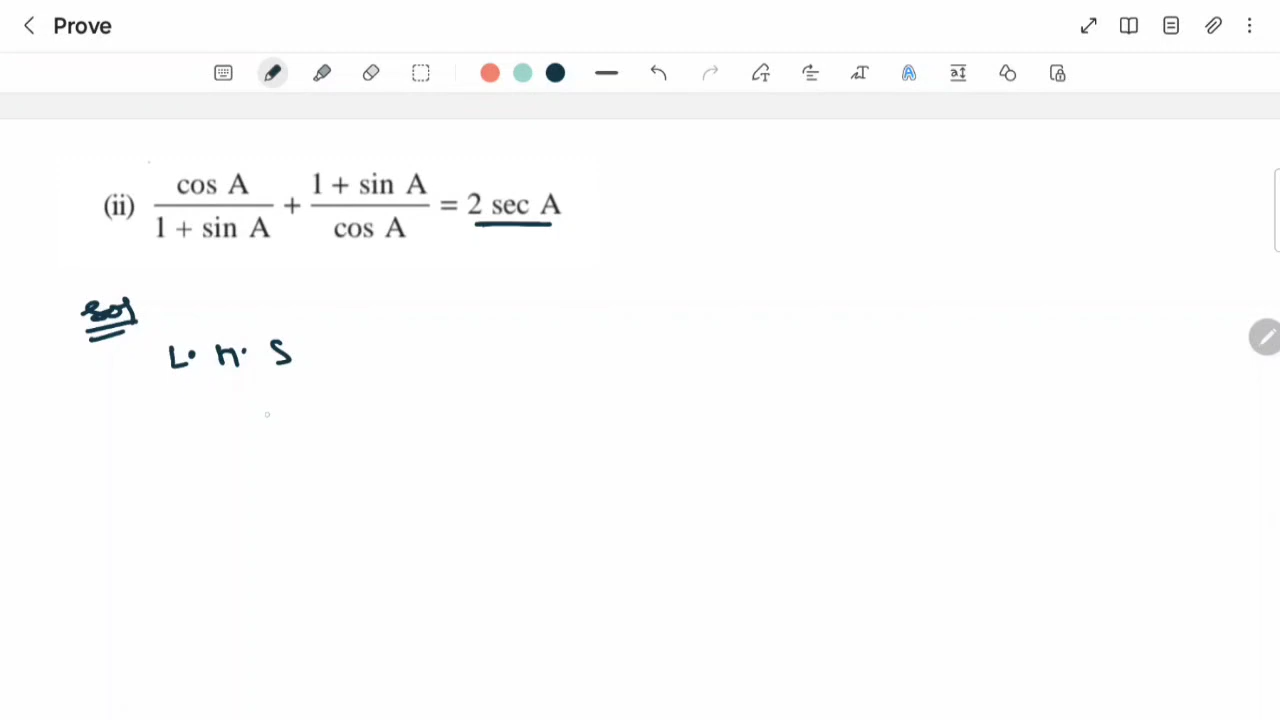 Prove
(ii) cos A / 1 + sin A + 1 + sin A / cos A = 2 sec A
Sol
L. H. S